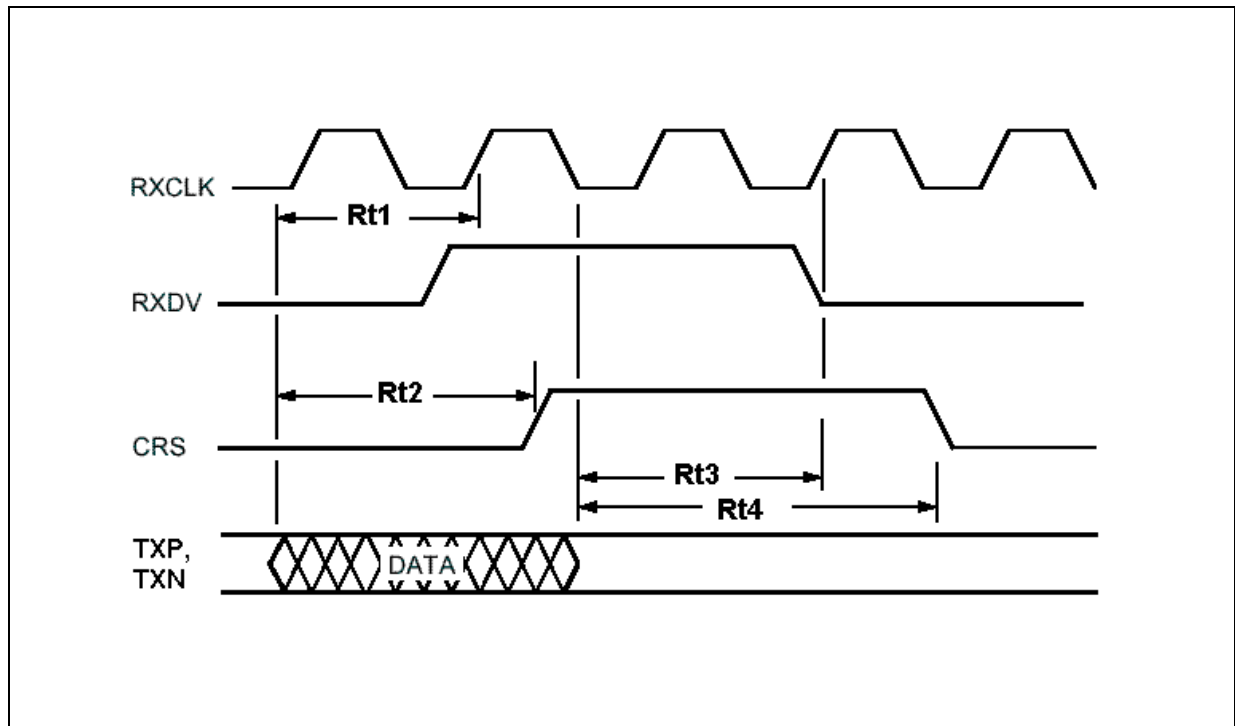 RXCLK
Rt1
RXDV
Rt2
CRS
Rt3
Rt4
TXP,
TXN
DATA